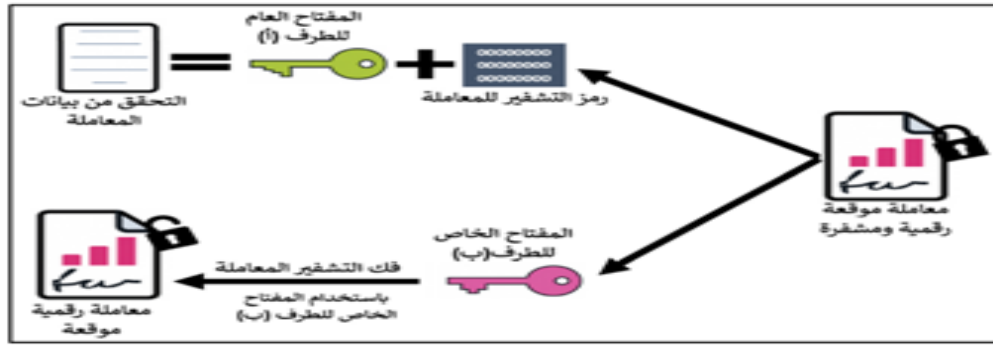 المفتاح العام
للطرف (أ)
رمز التشفير للمعاملة
التحقق من بيانات
المعاملة
معاملة موقعة
رقمية ومشفرة
المفتاح الخاص
للطرف(ب)
فك التشفير المعاملة
باستخدام المفتاح
الخاص للطرف (ب)
معاملة رقمية
موقعة